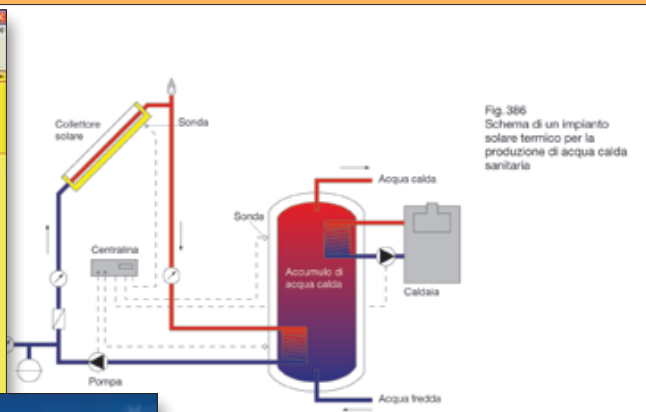 Collettore
solare
Sonda
Fig. 386
Schema di un impianto
solare termico per la
produzione di acqua calda
sanitaria
Acqua calda
Sonda
Centralina
Accumulo di
acqua calda
Caldaia
Pompa
Acqua fredda